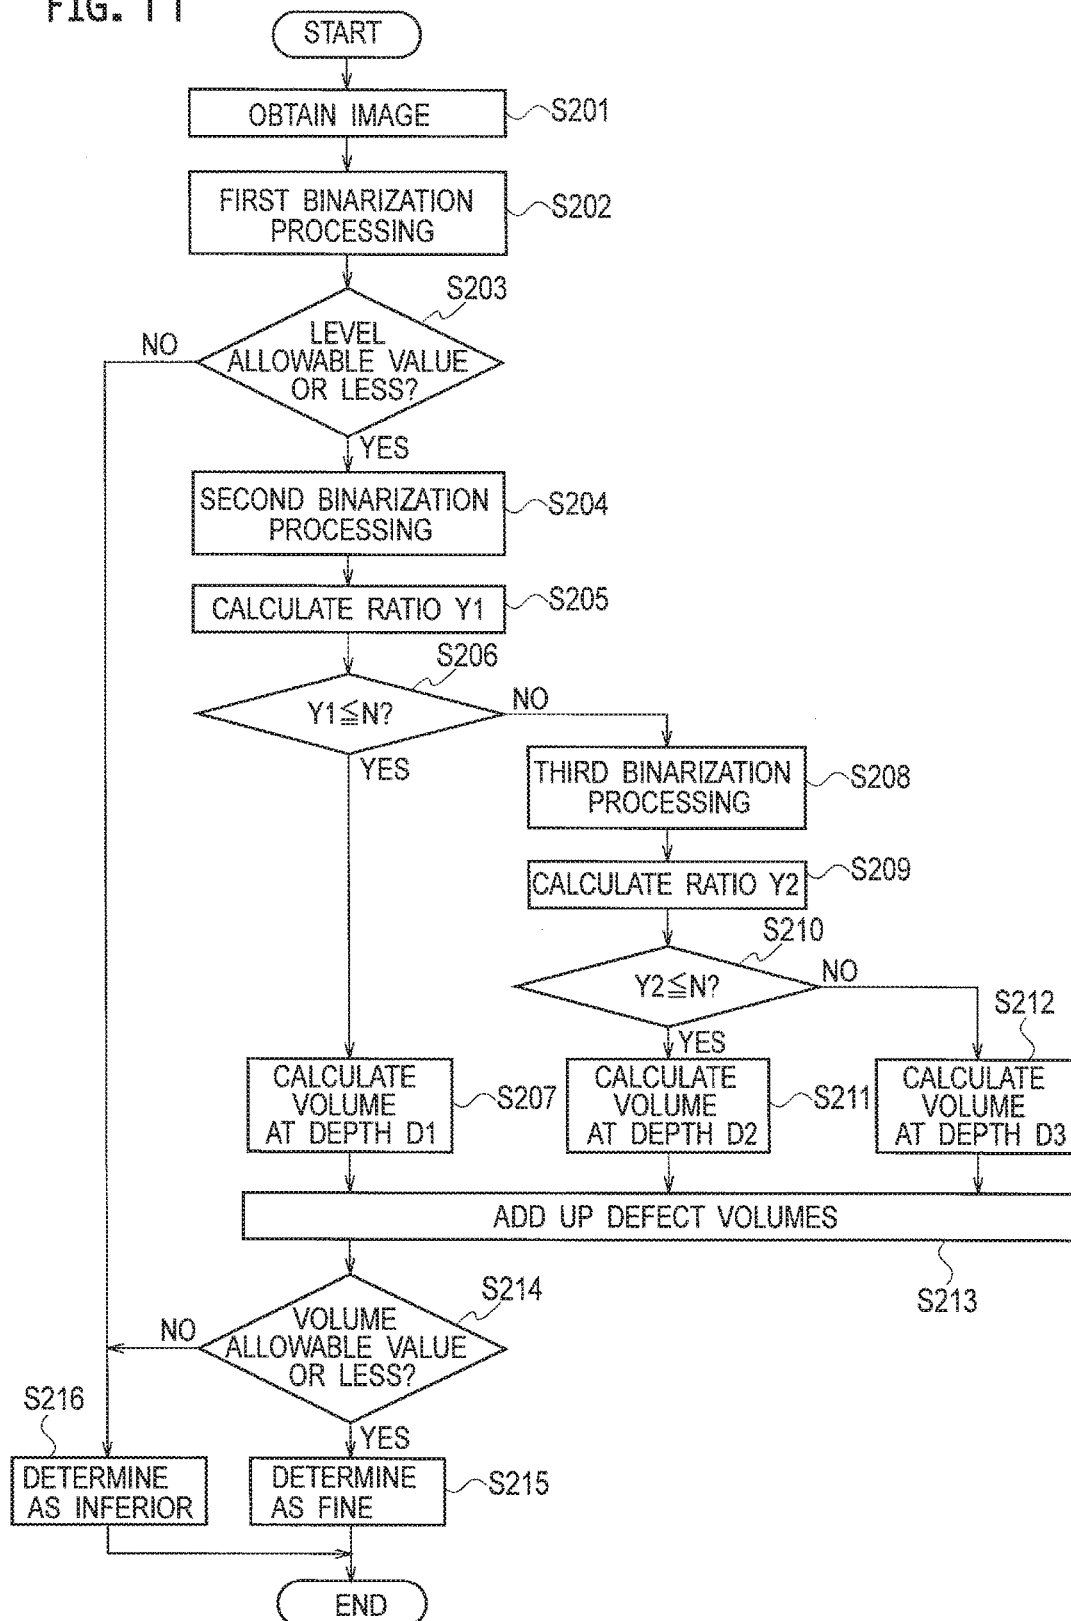 FIG. 11
START
OBTAIN IMAGE
S201
FIRST BINARIZATION
PROCESSING
S202
S203
LEVEL
ALLOWABLE VALUE
OR LESS?
NO
YES
SECOND BINARIZATION
PROCESSING
S204
CALCULATE RATIO Y1
S205
S206
Y1≦N?
NO
YES
THIRD BINARIZATION
PROCESSING
S208
CALCULATE RATIO Y2
S209
S210
Y2≦N?
NO
YES
S212
CALCULATE
VOLUME
AT DEPTH D1
S207
CALCULATE
VOLUME
AT DEPTH D2
S211
CALCULATE
VOLUME
AT DEPTH D3
ADD UP DEFECT VOLUMES
S213
S214
VOLUME
ALLOWABLE VALUE
OR LESS?
NO
YES
S216
DETERMINE
AS INFERIOR
DETERMINE
AS FINE
S215
END